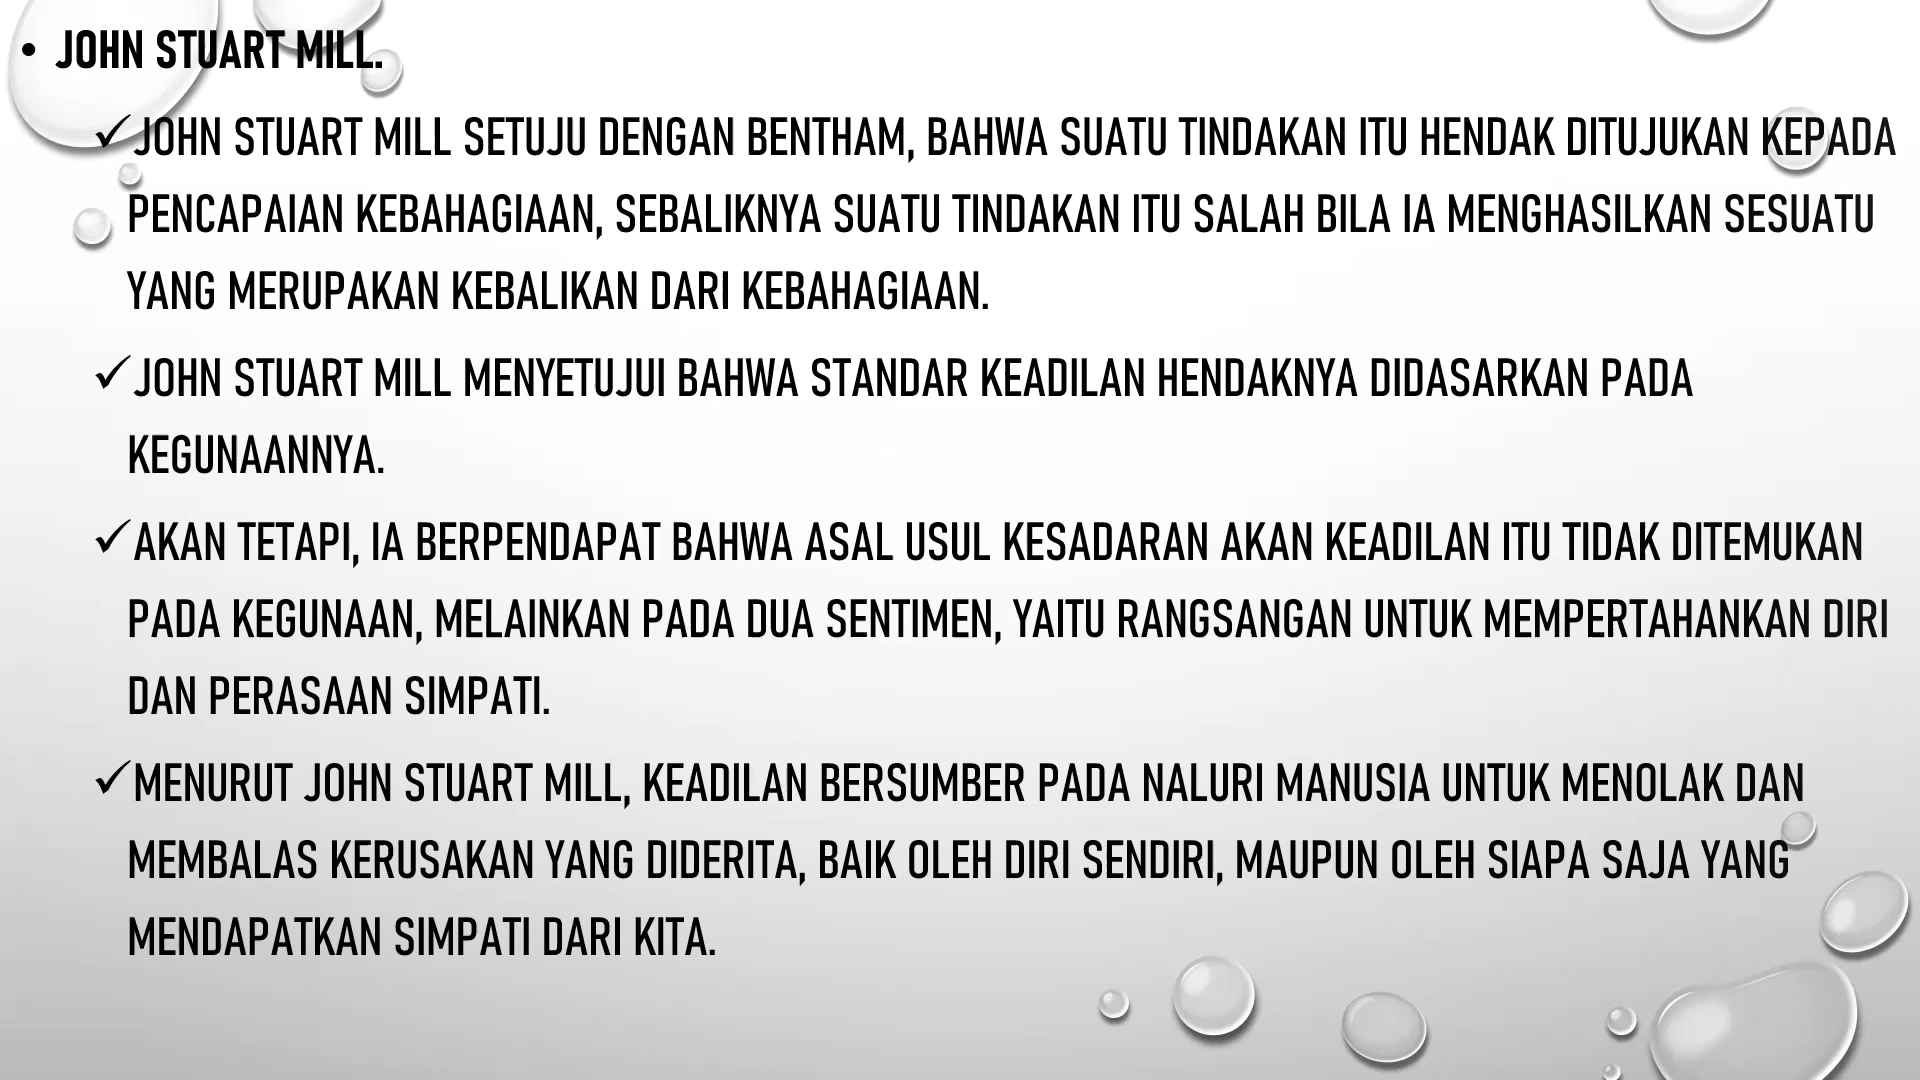 • JOHN STUART MILL.
✓JOHN STUART MILL SETUJU DENGAN BENTHAM, BAHWA SUATU TINDAKAN ITU HENDAK DITUJUKAN KEPADA
PENCAPAIAN KEBAHAGIAAN, SEBALIKNYA SUATU TINDAKAN ITU SALAH BILA IA MENGHASILKAN SESUATU
YANG MERUPAKAN KEBALIKAN DARI KEBAHAGIAAN.
✓JOHN STUART MILL MENYETUJUI BAHWA STANDAR KEADILAN HENDAKNYA DIDASARKAN PADA
KEGUNAANNYA.
✓AKAN TETAPI, IA BERPENDAPAT BAHWA ASAL USUL KESADARAN AKAN KEADILAN ITU TIDAK DITEMUKAN
PADA KEGUNAAN, MELAINKAN PADA DUA SENTIMEN, YAITU RANGSANGAN UNTUK MEMPERTAHANKAN DIRI
DAN PERASAAN SIMPATI.
✓MENURUT JOHN STUART MILL, KEADILAN BERSUMBER PADA NALURI MANUSIA UNTUK MENOLAK DAN
MEMBALAS KERUSAKAN YANG DIDERITA, BAIK OLEH DIRI SENDIRI, MAUPUN OLEH SIAPA SAJA YANG
MENDAPATKAN SIMPATI DARI KITA.